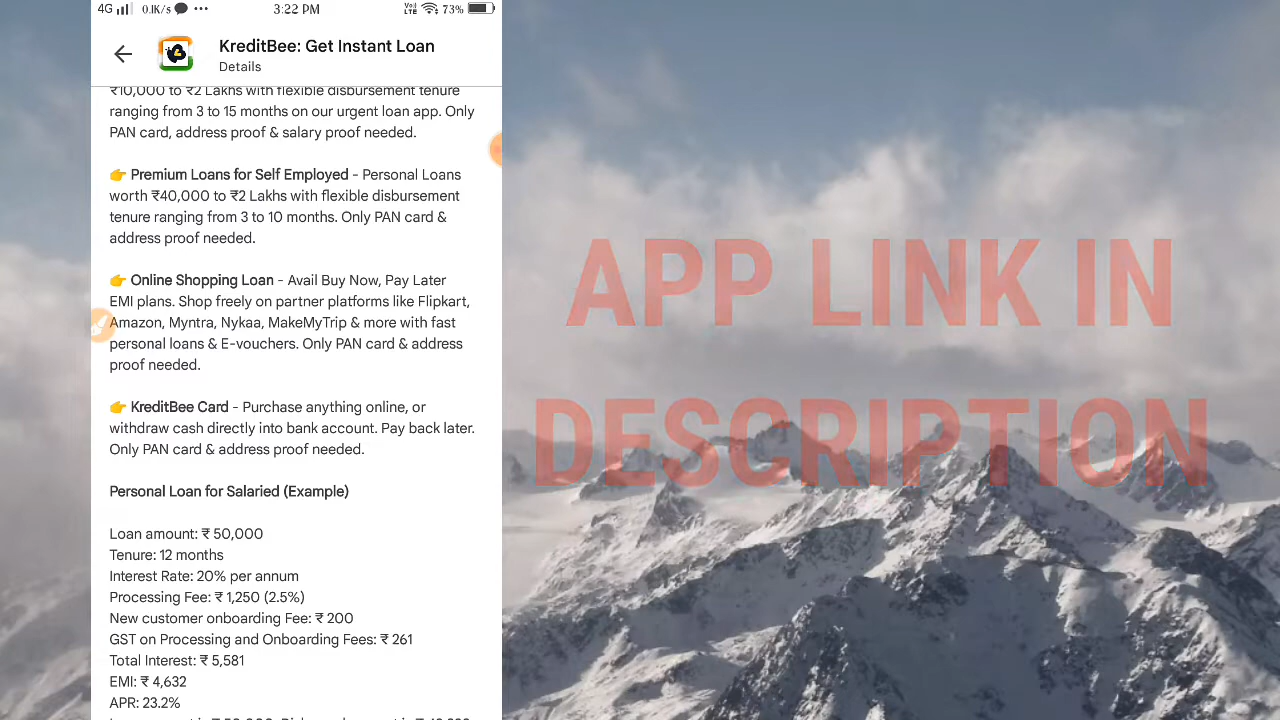 4G 0.1K/s 3:22 PM VoLTE 73%
KreditBee: Get Instant Loan
Details
₹10,000 to ₹2 Lakhs with flexible disbursement tenure
ranging from 3 to 15 months on our urgent loan app. Only
PAN card, address proof & salary proof needed.
👉 Premium Loans for Self Employed - Personal Loans
worth ₹40,000 to ₹2 Lakhs with flexible disbursement
tenure ranging from 3 to 10 months. Only PAN card &
address proof needed.
👉 Online Shopping Loan - Avail Buy Now, Pay Later
EMI plans. Shop freely on partner platforms like Flipkart,
Amazon, Myntra, Nykaa, MakeMyTrip & more with fast
personal loans & E-vouchers. Only PAN card & address
proof needed.
👉 KreditBee Card - Purchase anything online, or
withdraw cash directly into bank account. Pay back later.
Only PAN card & address proof needed.
Personal Loan for Salaried (Example)
Loan amount: ₹ 50,000
Tenure: 12 months
Interest Rate: 20% per annum
Processing Fee: ₹ 1,250 (2.5%)
New customer onboarding Fee: ₹ 200
GST on Processing and Onboarding Fees: ₹ 261
Total Interest: ₹ 5,581
EMI: ₹ 4,632
APR: 23.2%
APP LINK IN
DESCRIPTION